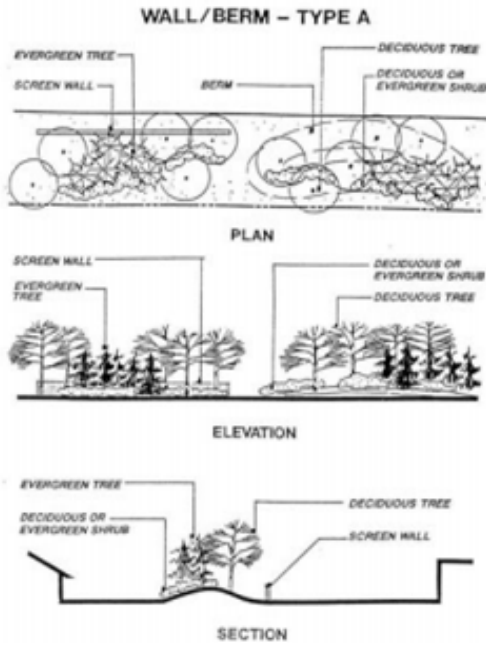 WALL/BERM – TYPE A
EVERGREEN TREE
SCREEN WALL
BERM
DECIDUOUS TREE
DECIDUOUS OR
EVERGREEN SHRUB
PLAN
SCREEN WALL
EVERGREEN
TREE
DECIDUOUS OR
EVERGREEN SHRUB
DECIDUOUS TREE
ELEVATION
EVERGREEN TREE
DECIDUOUS OR
EVERGREEN SHRUB
DECIDUOUS TREE
SCREEN WALL
SECTION